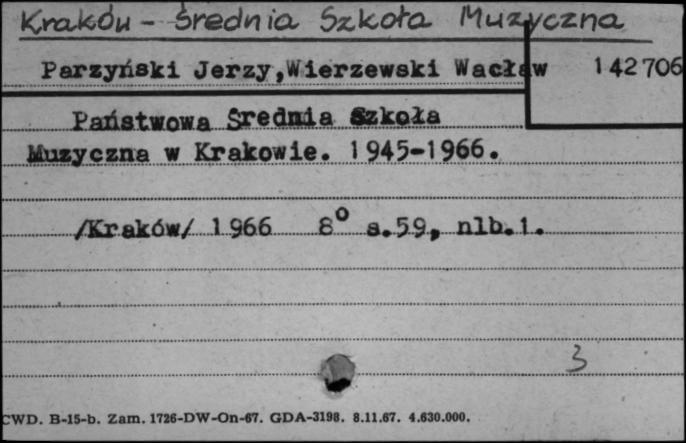 Kraków - Średnia Szkoła Muzyczna
Parzyński Jerzy,Wierzewski Wacław 142706
Państwowa Średnia Szkoła
Muzyczna w Krakowie. 1945-1966.
/Kraków/ 1966 8° s.59, nlb.1.
3
CWD. B-15-b. Zam. 1726-DW-On-67. GDA-3198. 8.11.67. 4.630.000.